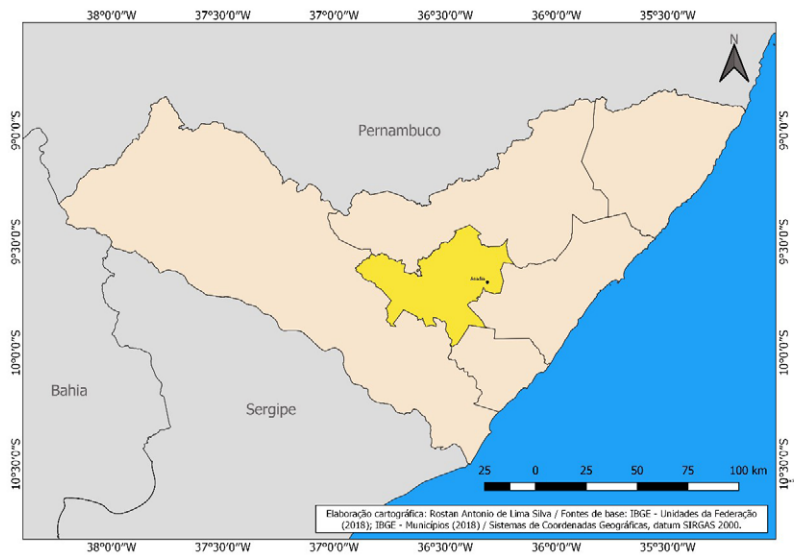 38°0'0"W 37°30'0"W 37°0'0"W 36°30'0"W 36°0'0"W 35°30'0"W
N
9°0'0"S 9°0'0"S
Pernambuco
9°30'0"S 9°30'0"S
Anadia
10°0'0"S 10°0'0"S
Bahia
Sergipe
10°30'0"S 10°30'0"S
25 0 25 50 75 100 km
Elaboração cartográfica: Rostan Antonio de Lima Silva / Fontes de base: IBGE - Unidades da Federação
(2018); IBGE - Municípios (2018) / Sistemas de Coordenadas Geográficas, datum SIRGAS 2000.
38°0'0"W 37°30'0"W 37°0'0"W 36°30'0"W 36°0'0"W 35°30'0"W